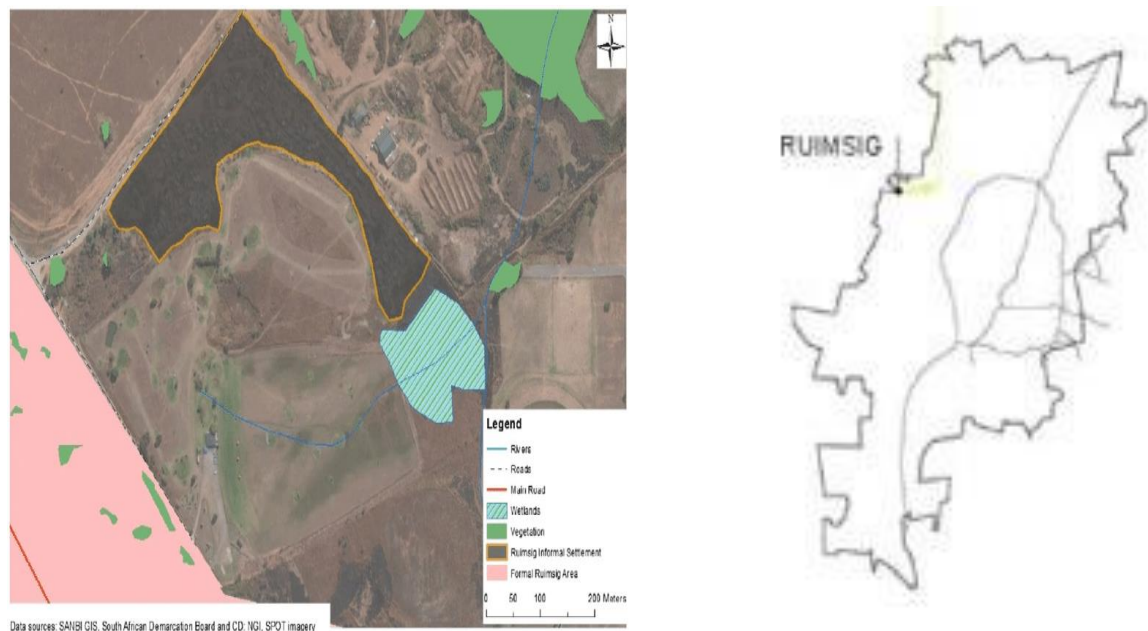 N
RUIMSIG
Legend
Rivers
Roads
Main Road
Wetlands
Vegetation
Ruimsig Informal Settlement
Formal Ruimsig Area
0 50 100 200 Meters
Data sources: SANBI GIS, South African Demarcation Board and CD: NGI, SPOT imagery